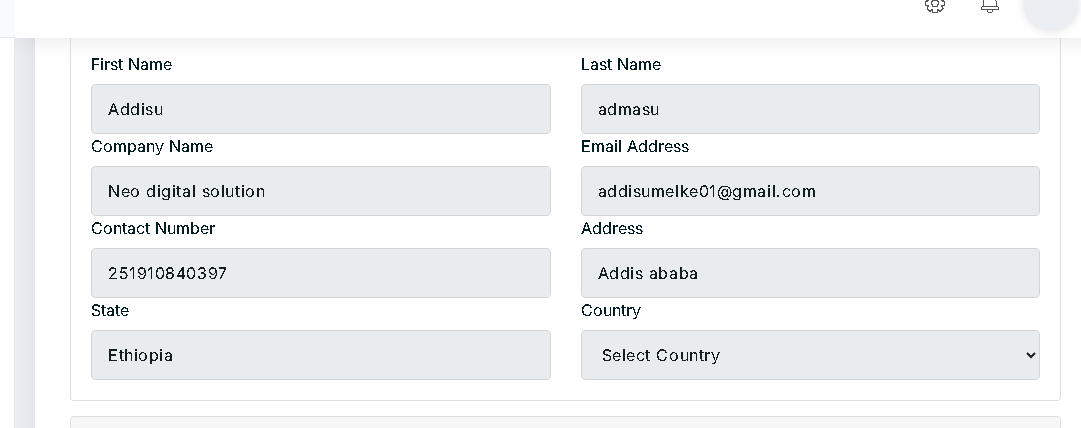 First Name
Last Name
Addisu
admasu
Company Name
Email Address
Neo digital solution
addisumelke01@gmail.com
Contact Number
Address
251910840397
Addis ababa
State
Country
Ethiopia
Select Country